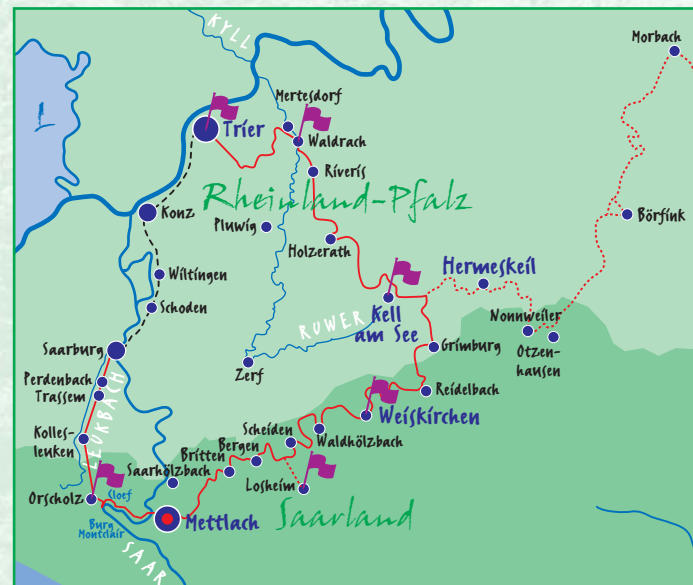 KYLL
Morbach
Mertesdorf
Trier
Waldrach
Riveris
Rheinland-Pfalz
Konz
Pluwig
Börfink
Holzerath
Wiltingen
Hermeskeil
Schoden
Kell
am See
Nonnweiler
RUWER
Otzen-
hausen
Saarburg
Grimburg
Zerf
Perdenbach
Trassem
LEUKBACH
Reidelbach
Weiskirchen
Kolles-
leuken
Scheiden
Waldhölzbach
Bergen
Britten
Saarhölzbach
Losheim
Orscholz
Cloef
Mettlach
Saarland
Burg
Montclair
SAAR